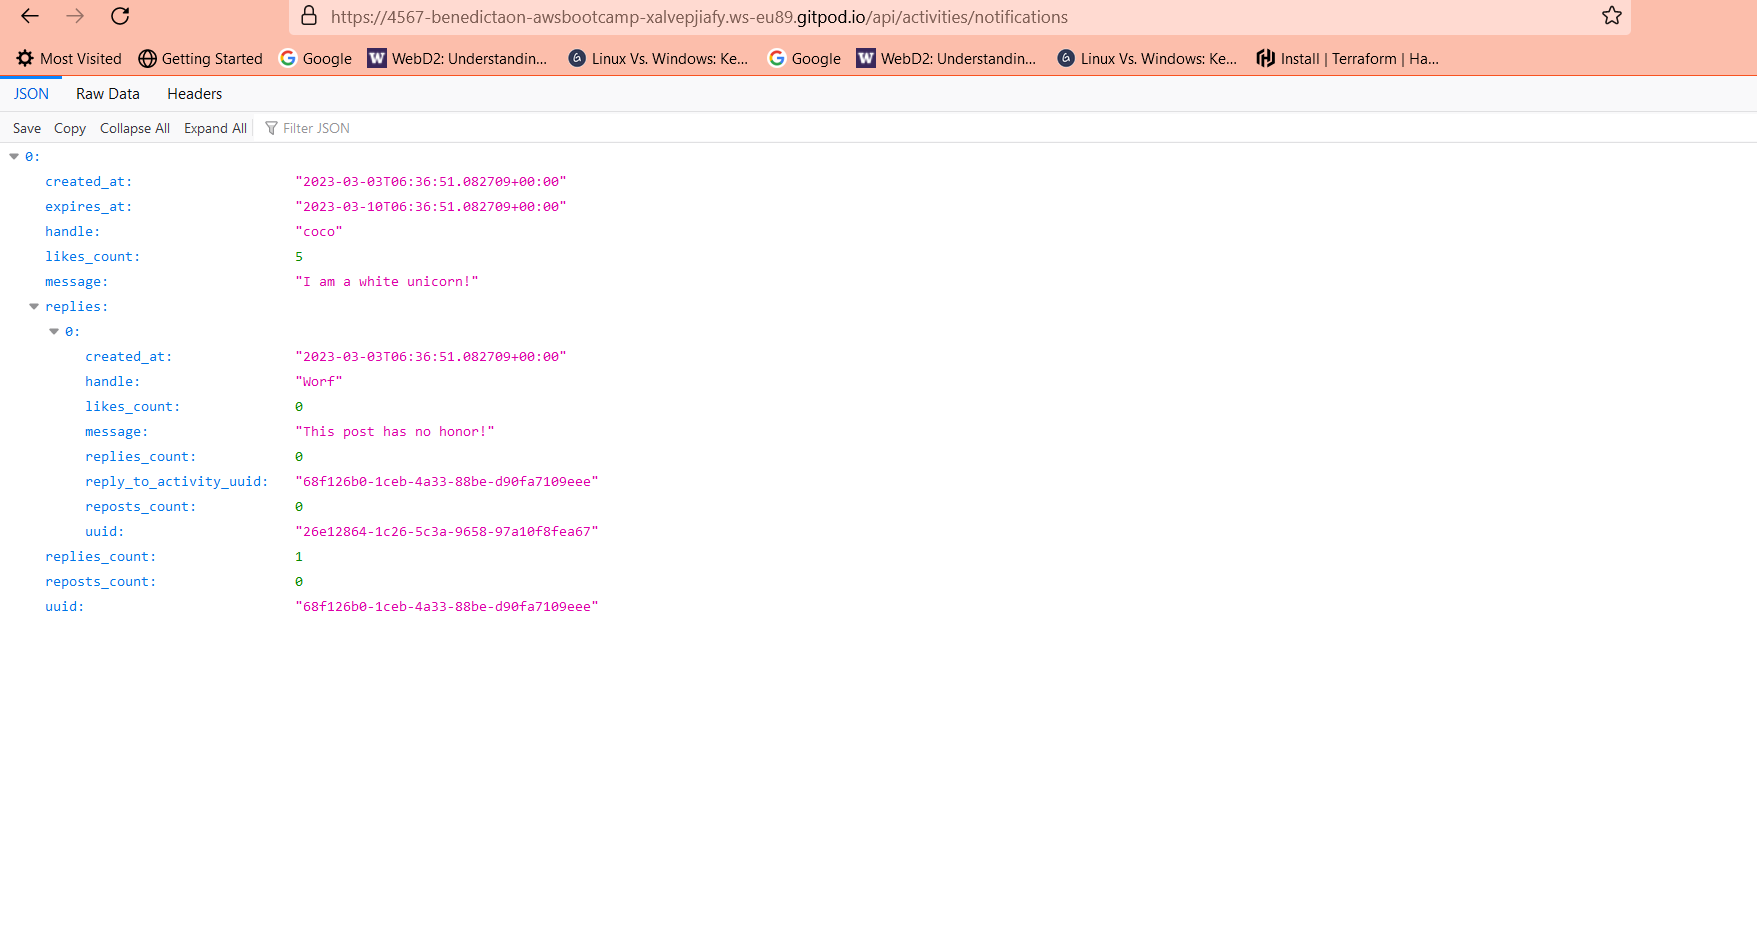 https://4567-benedictaon-awsbootcamp-xalvepjiafy.ws-eu89.gitpod.io/api/activities/notifications
Most Visited Getting Started Google WebD2: Understandin... Linux Vs. Windows: Ke... Google WebD2: Understandin... Linux Vs. Windows: Ke... Install | Terraform | Ha...
JSON Raw Data Headers
Save Copy Collapse All Expand All Filter JSON
0:
created_at: "2023-03-03T06:36:51.082709+00:00"
expires_at: "2023-03-10T06:36:51.082709+00:00"
handle: "coco"
likes_count: 5
message: "I am a white unicorn!"
replies:
0:
created_at: "2023-03-03T06:36:51.082709+00:00"
handle: "Worf"
likes_count: 0
message: "This post has no honor!"
replies_count: 0
reply_to_activity_uuid: "68f126b0-1ceb-4a33-88be-d90fa7109eee"
reposts_count: 0
uuid: "26e12864-1c26-5c3a-9658-97a10f8fea67"
replies_count: 1
reposts_count: 0
uuid: "68f126b0-1ceb-4a33-88be-d90fa7109eee"